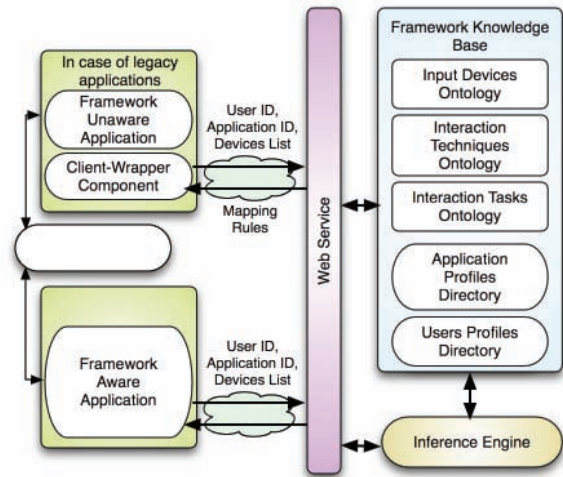 In case of legacy
applications
Framework
Unaware
Application
Client-Wrapper
Component
User ID,
Application ID,
Devices List
Mapping
Rules
Framework
Aware
Application
User ID,
Application ID,
Devices List
Web Service
Framework Knowledge
Base
Input Devices
Ontology
Interaction
Techniques
Ontology
Interaction Tasks
Ontology
Application
Profiles
Directory
Users Profiles
Directory
Inference Engine